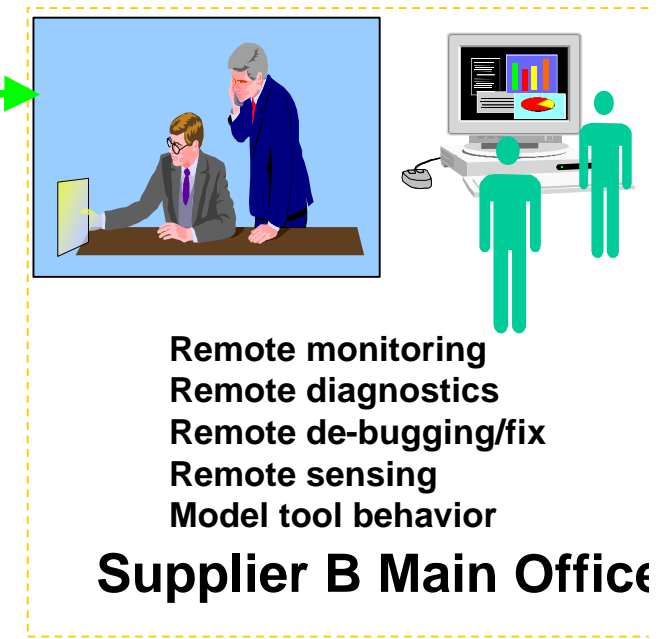 Remote monitoring
Remote diagnostics
Remote de-bugging/fix
Remote sensing
Model tool behavior
Supplier B Main Office